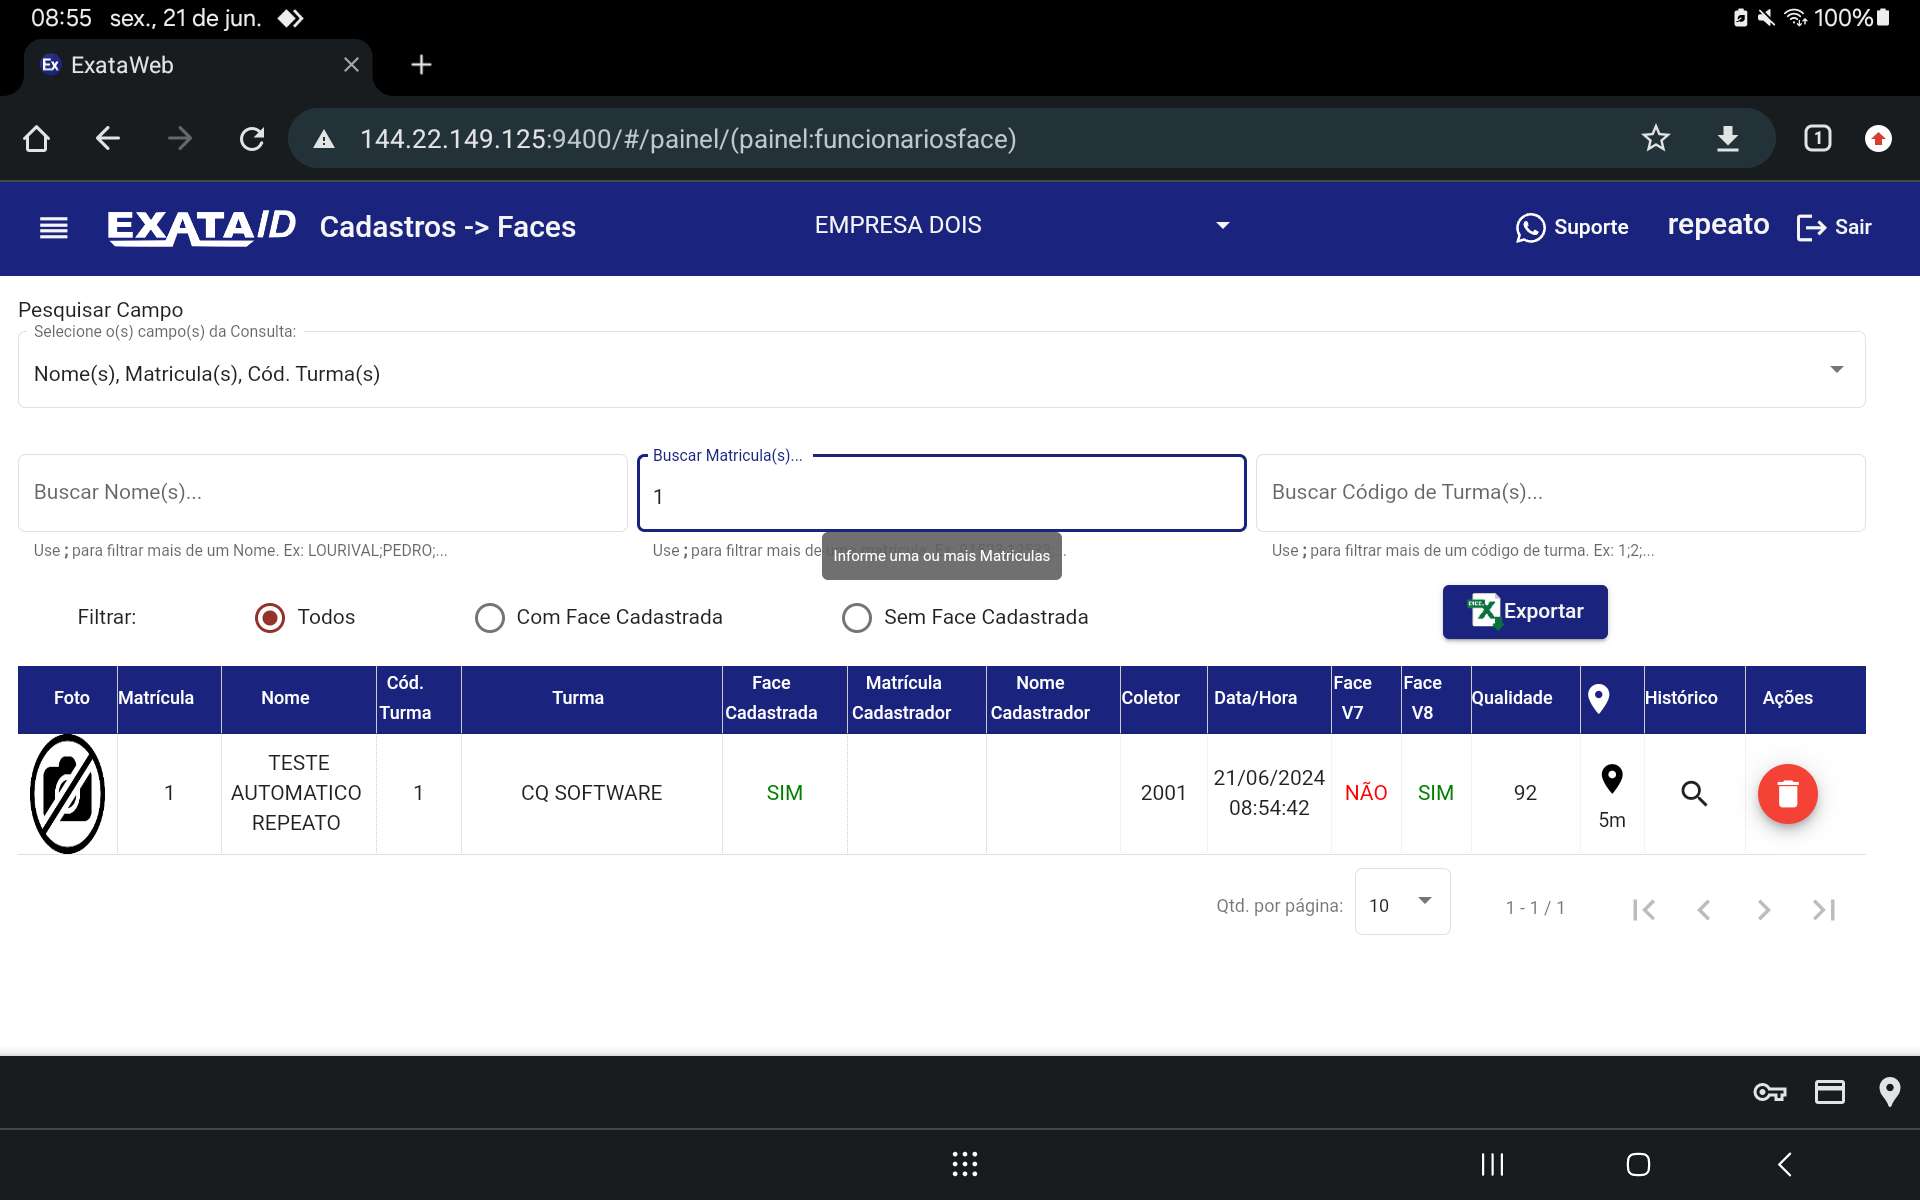 08:55 sex., 21 de jun. 100%
Ex ExataWeb
144.22.149.125:9400/#/painel/(painel:funcionariosface) 1
EXATA/ID Cadastros -> Faces EMPRESA DOIS Suporte repeato Sair
Pesquisar Campo
Selecione o(s) campo(s) da Consulta:
Nome(s), Matricula(s), Cód. Turma(s)
Buscar Matricula(s)...
Buscar Nome(s)... 1 Buscar Código de Turma(s)...
Use ; para filtrar mais de um Nome. Ex: LOURIVAL;PEDRO;... Use ; para filtrar mais de Use ; para filtrar mais de um código de turma. Ex: 1;2;...
Informe uma ou mais Matriculas
Filtrar: Todos Com Face Cadastrada Sem Face Cadastrada Exportar
Foto Matrícula Nome Cód. Turma Turma Face Cadastrada Matrícula Cadastrador Nome Cadastrador Coletor Data/Hora Face V7 Face V8 Qualidade Histórico Ações
1 TESTE AUTOMATICO REPEATO 1 CQ SOFTWARE SIM 2001 21/06/2024 08:54:42 NÃO SIM 92 5m
Qtd. por página: 10 1 - 1 / 1